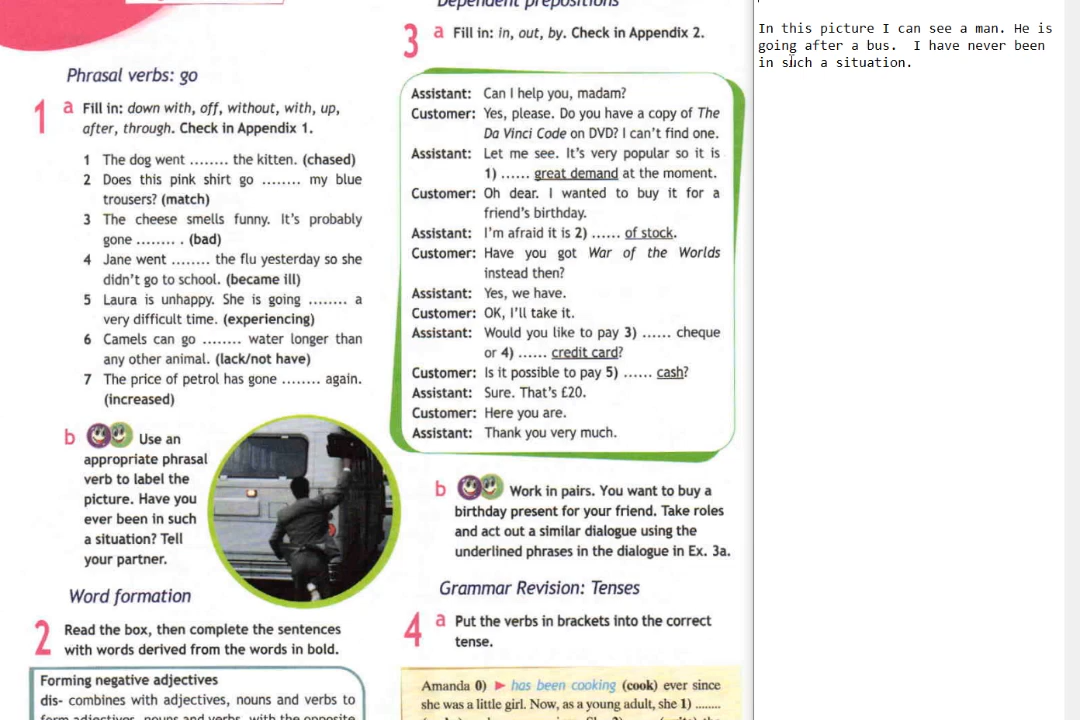 Dependent prepositions
Phrasal verbs: go
1 a Fill in: down with, off, without, with, up,
after, through. Check in Appendix 1.
1 The dog went ........ the kitten. (chased)
2 Does this pink shirt go ........ my blue
trousers? (match)
3 The cheese smells funny. It's probably
gone ........ . (bad)
4 Jane went ........ the flu yesterday so she
didn't go to school. (became ill)
5 Laura is unhappy. She is going ........ a
very difficult time. (experiencing)
6 Camels can go ........ water longer than
any other animal. (lack/not have)
7 The price of petrol has gone ........ again.
(increased)
b Use an
appropriate phrasal
verb to label the
picture. Have you
ever been in such
a situation? Tell
your partner.
Word formation
2 Read the box, then complete the sentences
with words derived from the words in bold.
Forming negative adjectives
dis- combines with adjectives, nouns and verbs to
form adjectives, nouns and verbs, with the opposite
3 a Fill in: in, out, by. Check in Appendix 2.
Assistant: Can I help you, madam?
Customer: Yes, please. Do you have a copy of The
Da Vinci Code on DVD? I can't find one.
Assistant: Let me see. It's very popular so it is
1) ...... great demand at the moment.
Customer: Oh dear. I wanted to buy it for a
friend's birthday.
Assistant: I'm afraid it is 2) ...... of stock.
Customer: Have you got War of the Worlds
instead then?
Assistant: Yes, we have.
Customer: OK, I'll take it.
Assistant: Would you like to pay 3) ...... cheque
or 4) ...... credit card?
Customer: Is it possible to pay 5) ...... cash?
Assistant: Sure. That's £20.
Customer: Here you are.
Assistant: Thank you very much.
b Work in pairs. You want to buy a
birthday present for your friend. Take roles
and act out a similar dialogue using the
underlined phrases in the dialogue in Ex. 3a.
Grammar Revision: Tenses
4 a Put the verbs in brackets into the correct
tense.
Amanda 0) ► has been cooking (cook) ever since
she was a little girl. Now, as a young adult, she 1) ........
In this picture I can see a man. He is
going after a bus. I have never been
in such a situation.